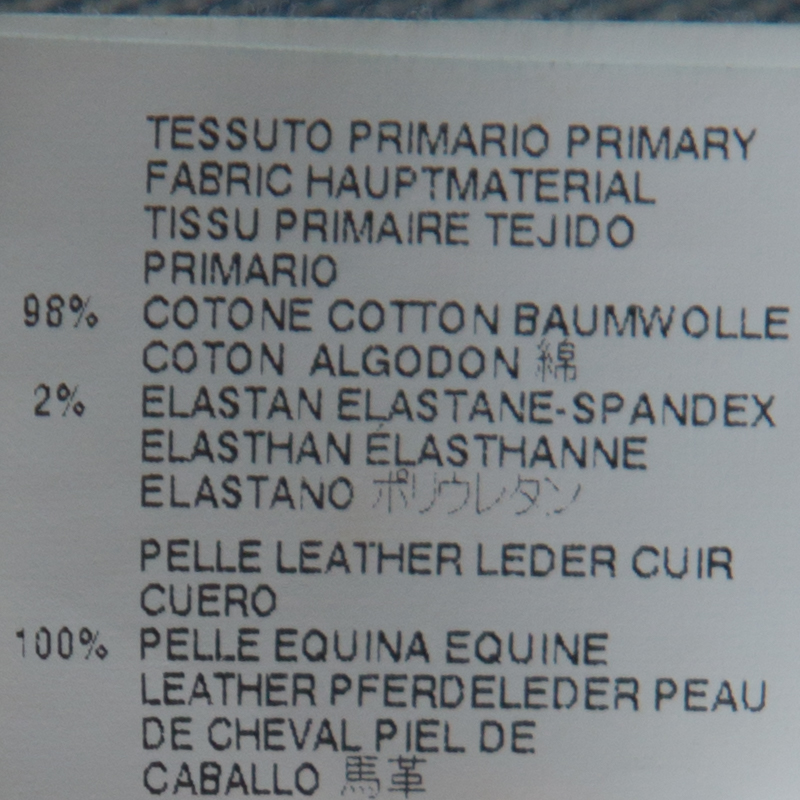 TESSUTO PRIMARIO PRIMARY
FABRIC HAUPTMATERIAL
TISSU PRIMAIRE TEJIDO
PRIMARIO
98% COTONE COTTON BAUMWOLLE
COTON ALGODON 綿
2% ELASTAN ELASTANE-SPANDEX
ELASTHAN ÉLASTHANNE
ELASTANO ポリウレタン
PELLE LEATHER LEDER CUIR
CUERO
100% PELLE EQUINA EQUINE
LEATHER PFERDELEDER PEAU
DE CHEVAL PIEL DE
CABALLO 馬革